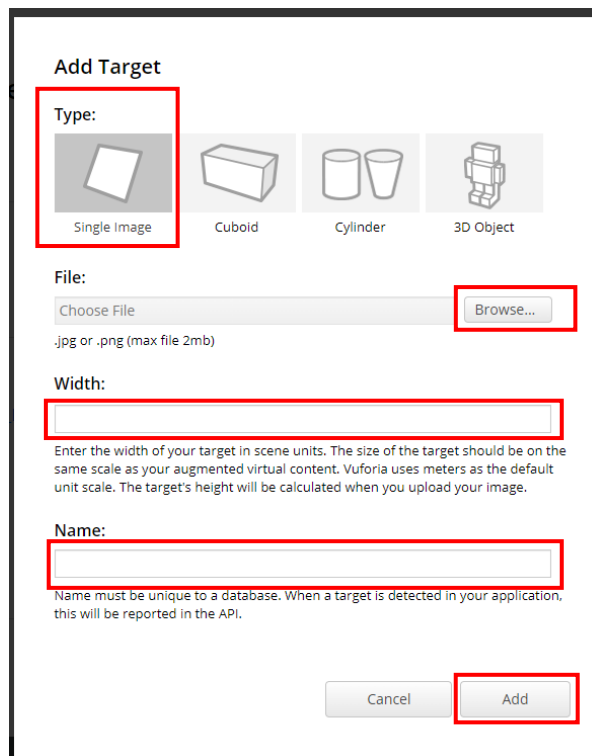 Add Target
Type:
Single Image Cuboid Cylinder 3D Object
File:
Choose File Browse...
.jpg or .png (max file 2mb)
Width:
Enter the width of your target in scene units. The size of the target should be on the
same scale as your augmented virtual content. Vuforia uses meters as the default
unit scale. The target's height will be calculated when you upload your image.
Name:
Name must be unique to a database. When a target is detected in your application,
this will be reported in the API.
Cancel Add